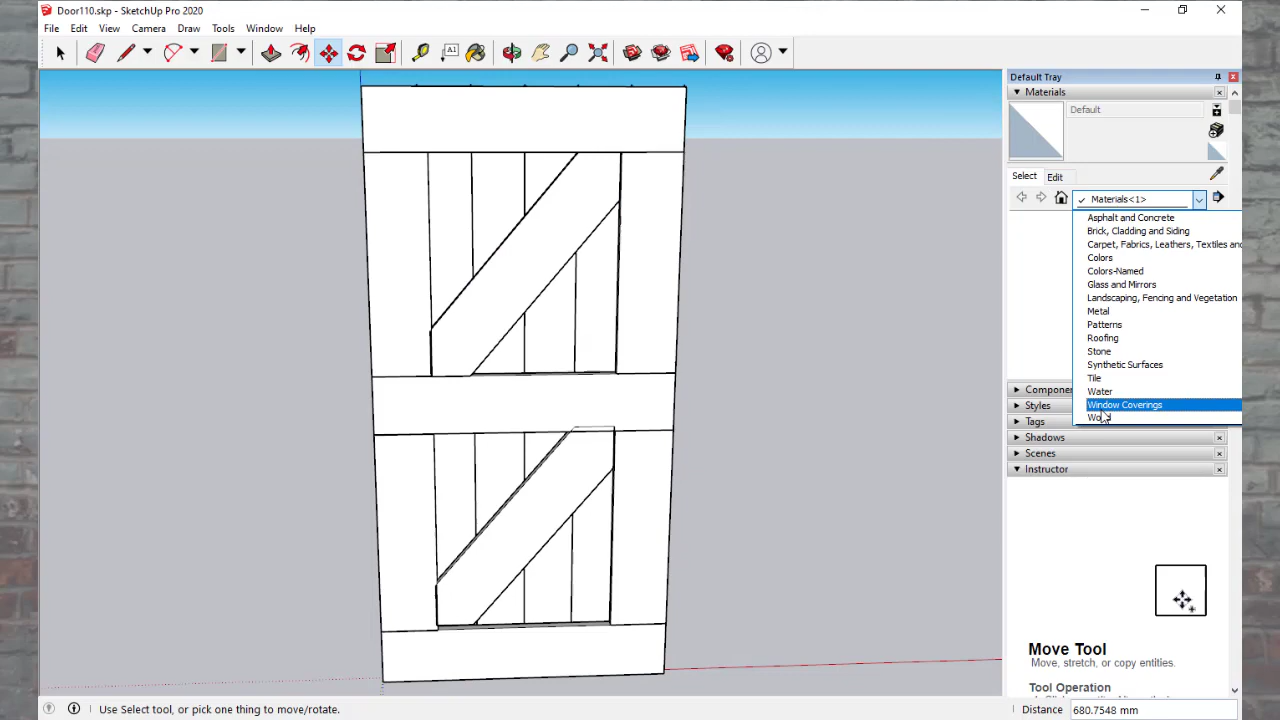 Door110.skp - SketchUp Pro 2020
File Edit View Camera Draw Tools Window Help
A1
Default Tray
Materials
Default
Select Edit
Materials<1>
Asphalt and Concrete
Brick, Cladding and Siding
Carpet, Fabrics, Leathers, Textiles and
Colors
Colors-Named
Glass and Mirrors
Landscaping, Fencing and Vegetation
Metal
Patterns
Roofing
Stone
Synthetic Surfaces
Tile
Water
Window Coverings
Components
Styles
Tags
Shadows
Scenes
Instructor
Move Tool
Move, stretch, or copy entities.
Tool Operation
Use Select tool, or pick one thing to move/rotate.
Distance 680.7548 mm